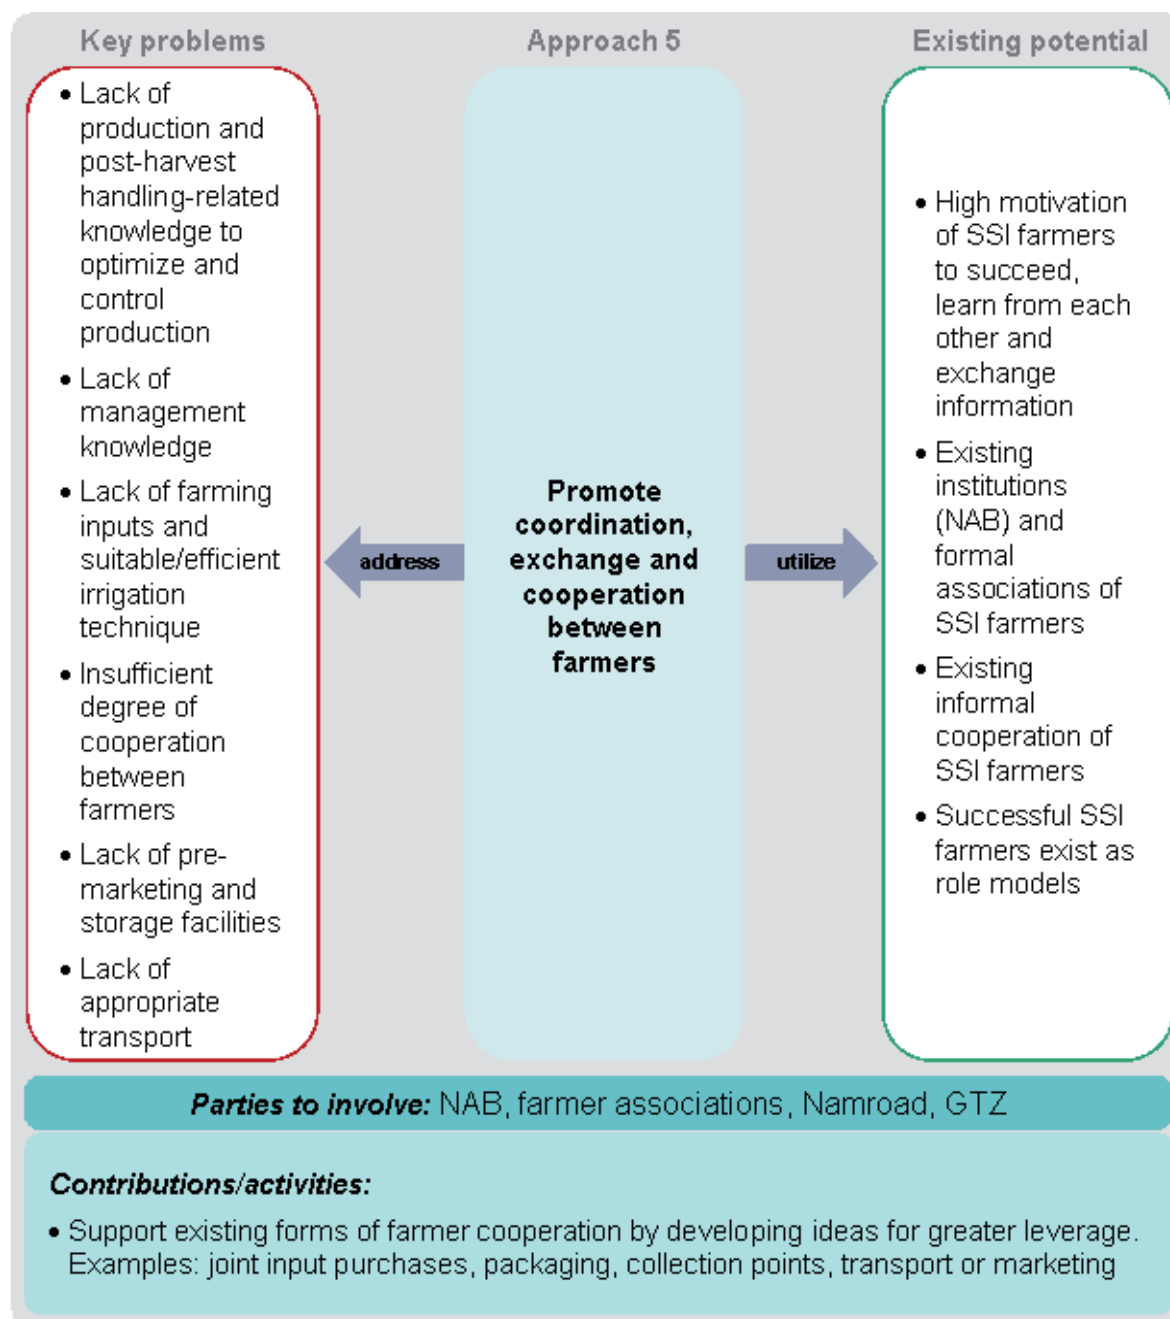 Key problems
• Lack of
production and
post-harvest
handling-related
knowledge to
optimize and
control
production
• Lack of
management
knowledge
• Lack of farming
inputs and
suitable/efficient
irrigation
technique
• Insufficient
degree of
cooperation
between
farmers
• Lack of pre-
marketing and
storage facilities
• Lack of
appropriate
transport
address
Approach 5
Promote
coordination,
exchange and
cooperation
between
farmers
utilize
Existing potential
• High motivation
of SSI farmers
to succeed,
learn from each
other and
exchange
information
• Existing
institutions
(NAB) and
formal
associations of
SSI farmers
• Existing
informal
cooperation of
SSI farmers
• Successful SSI
farmers exist as
role models
Parties to involve: NAB, farmer associations, Namroad, GTZ
Contributions/activities:
• Support existing forms of farmer cooperation by developing ideas for greater leverage.
Examples: joint input purchases, packaging, collection points, transport or marketing